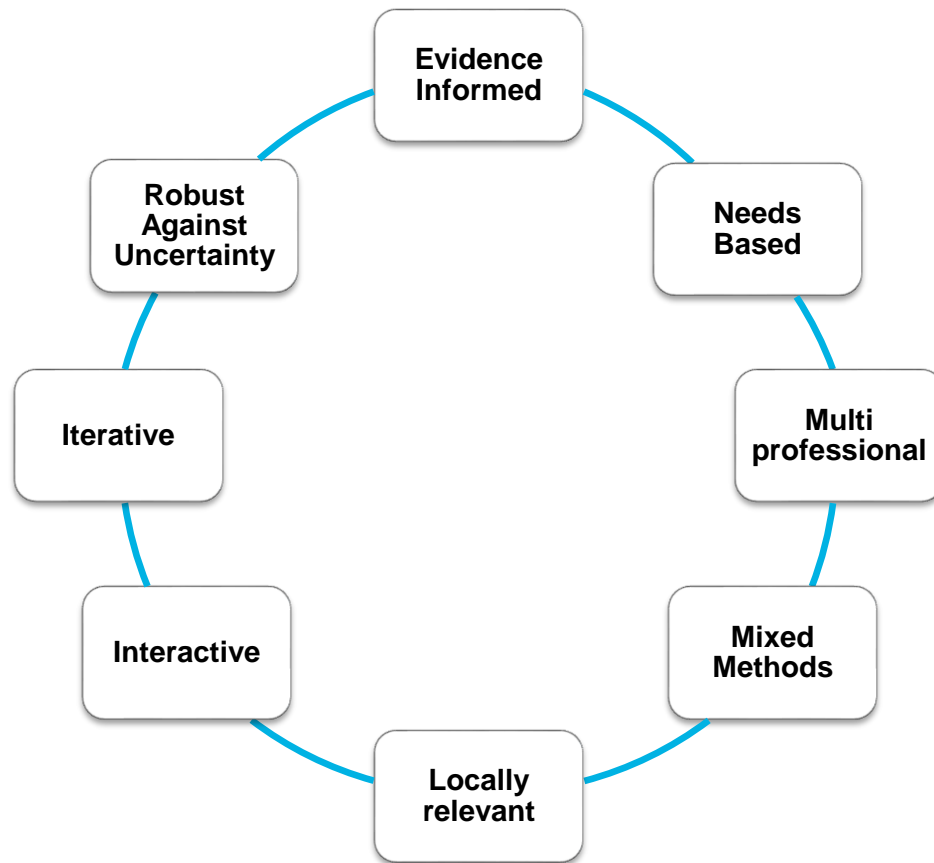 Evidence
Informed
Needs
Based
Multi
professional
Mixed
Methods
Locally
relevant
Interactive
Iterative
Robust
Against
Uncertainty